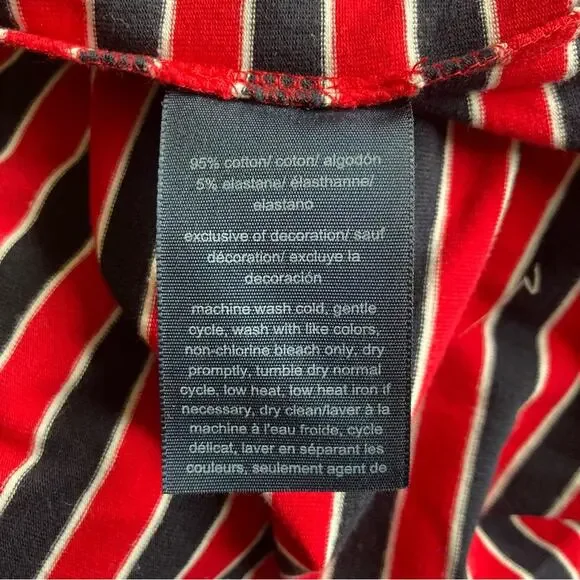 95% cotton/ coton/ algodón
5% elastane/ élasthanne/
elastano
exclusive of decoration/ sauf
décoration/ excluye la
decoración
machine wash cold, gentle
cycle, wash with like colors,
non-chlorine bleach only, dry
promptly, tumble dry normal
cycle, low heat, low heat iron if
necessary, dry clean/laver à la
machine à l'eau froide, cycle
délicat, laver en séparant les
couleurs, seulement agent de